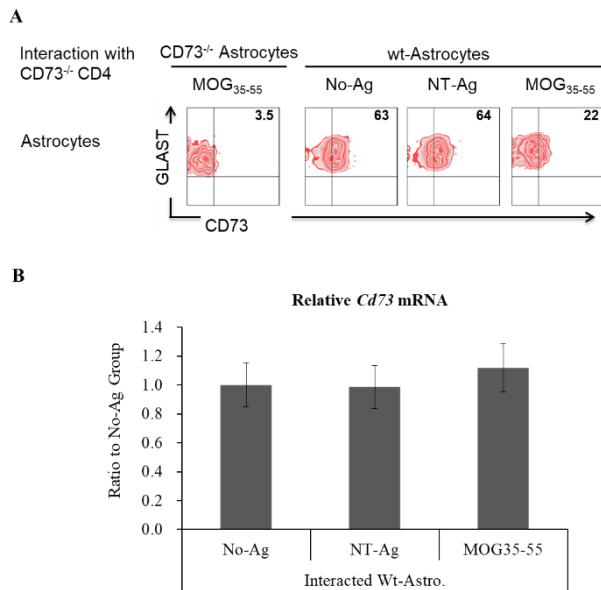 A
Interaction with CD73-/- CD4
CD73-/- Astrocytes
wt-Astrocytes
MOG35-55
No-Ag
NT-Ag
MOG35-55
Astrocytes
GLAST
3.5
63
64
22
CD73
B
Relative Cd73 mRNA
Ratio to No-Ag Group
1.4
1.2
1.0
0.8
0.6
0.4
0.2
0.0
No-Ag
NT-Ag
MOG35-55
Interacted Wt-Astro.